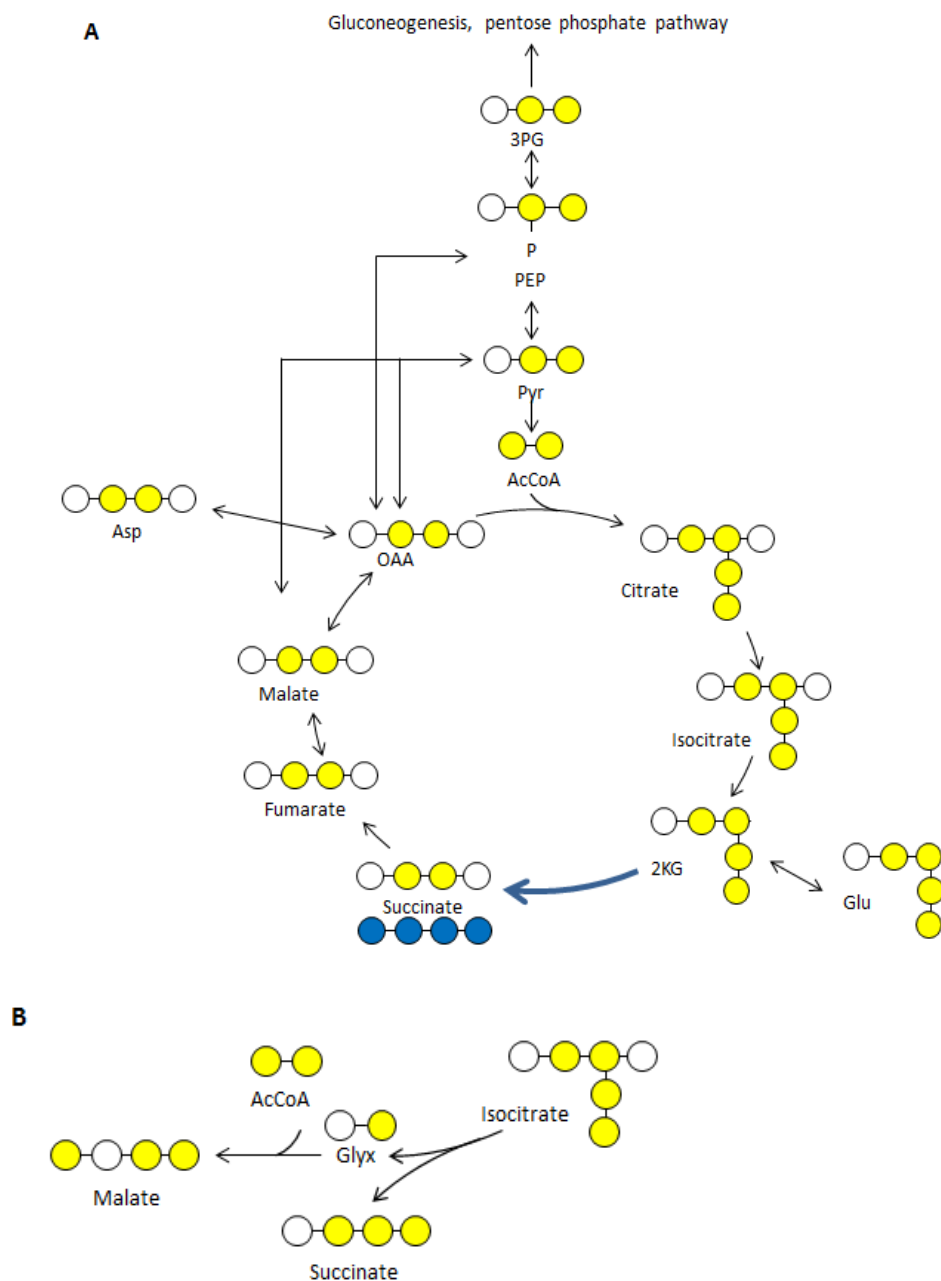 A
Gluconeogenesis, pentose phosphate pathway
3PG
P
PEP
Pyr
AcCoA
Asp
OAA
Citrate
Malate
Isocitrate
Fumarate
2KG
Glu
Succinate
B
AcCoA
Isocitrate
Glyx
Malate
Succinate